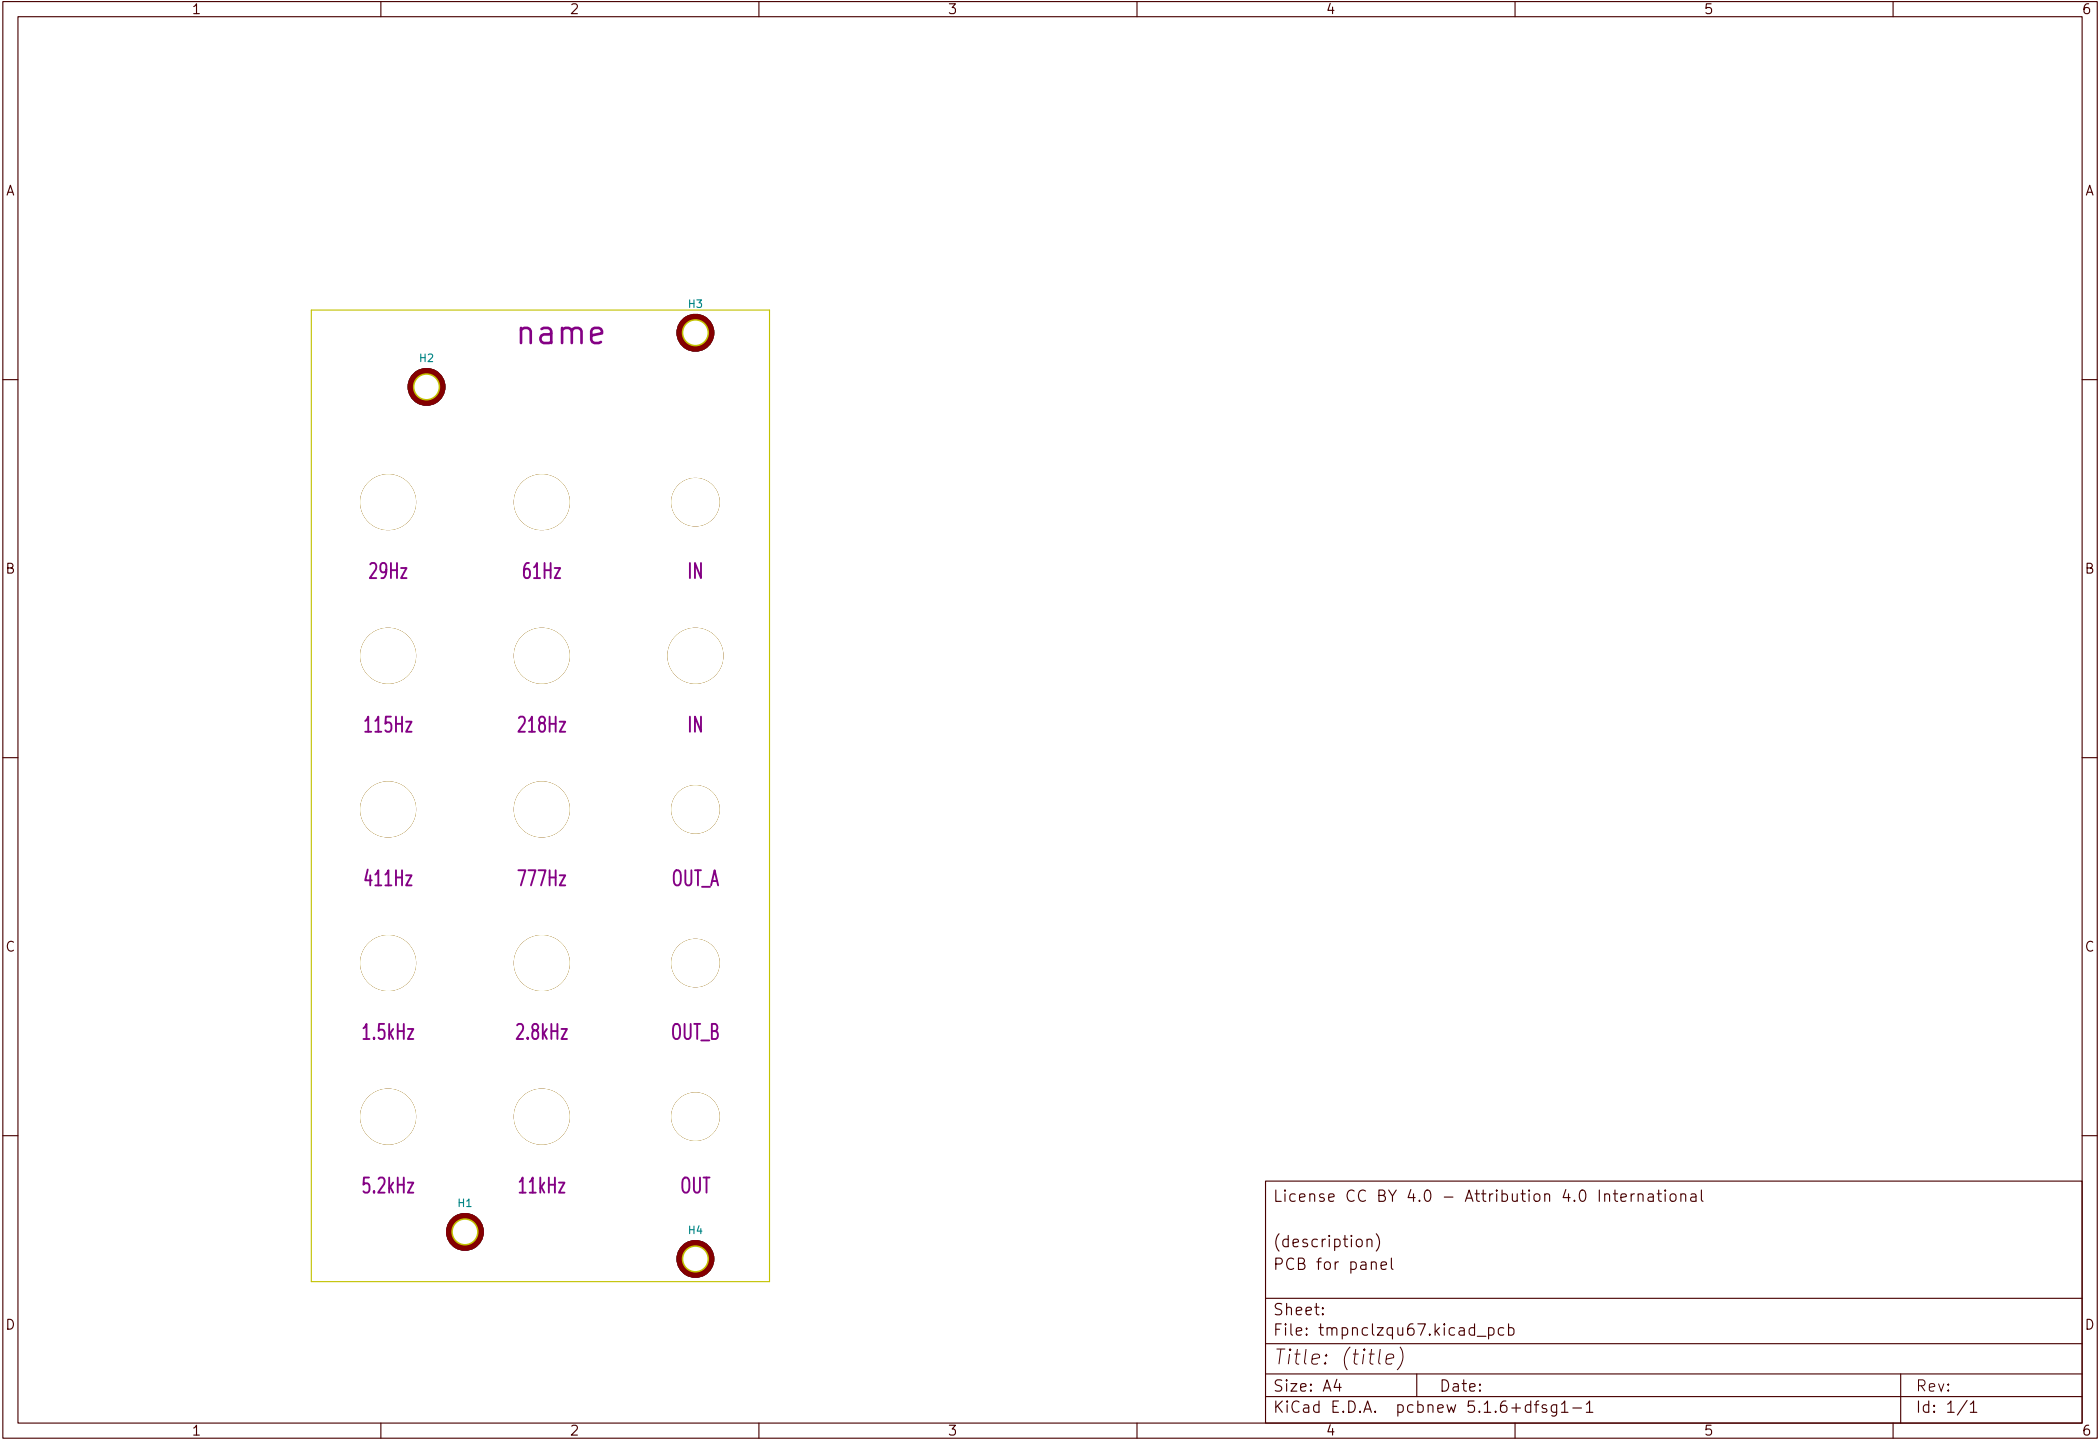 1 2 3 4 5 6
A A
H3
name
H2
29Hz 61Hz IN
B B
115Hz 218Hz IN
411Hz 777Hz OUT_A
C C
1.5kHz 2.8kHz OUT_B
5.2kHz 11kHz OUT
H1
H4
License CC BY 4.0 - Attribution 4.0 International
(description)
PCB for panel
Sheet:
File: tmpnclzqu67.kicad_pcb
D D
Title: (title)
Size: A4 Date: Rev:
KiCad E.D.A. pcbnew 5.1.6+dfsg1-1 Id: 1/1
1 2 3 4 5 6